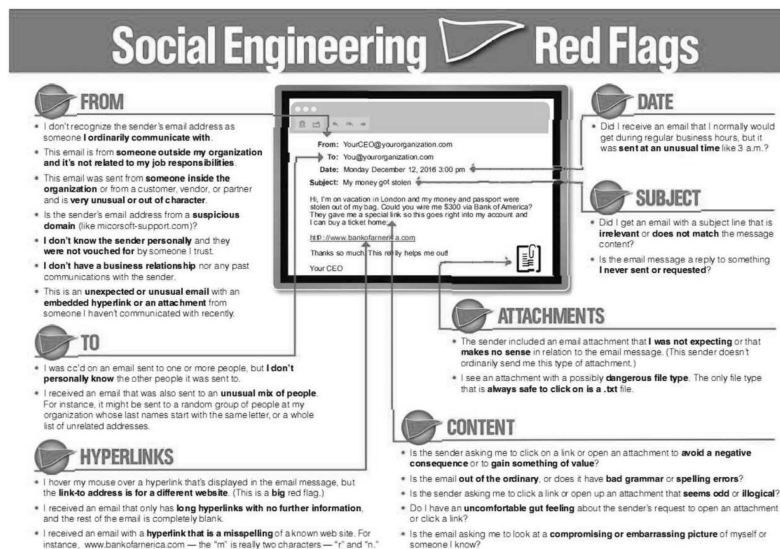 Social Engineering Red Flags
FROM
• I don't recognize the sender's email address as
someone I ordinarily communicate with.
• This email is from someone outside my organization
and it's not related to my job responsibilities.
• This email was sent from someone inside the
organization or from a customer, vendor, or partner
and is very unusual or out of character.
• Is the sender's email address from a suspicious
domain (like micorsoft-support.com)?
• I don't know the sender personally and they
were not vouched for by someone I trust.
• I don't have a business relationship nor any past
communications with the sender.
• This is an unexpected or unusual email with an
embedded hyperlink or an attachment from
someone I haven't communicated with recently.
TO
• I was cc'd on an email sent to one or more people, but I don't
personally know the other people it was sent to.
• I received an email that was also sent to an unusual mix of people.
For instance, it might be sent to a random group of people at my
organization whose last names start with the same letter, or a whole
list of unrelated addresses.
HYPERLINKS
• I hover my mouse over a hyperlink that's displayed in the email message, but
the link-to address is for a different website. (This is a big red flag.)
• I received an email that only has long hyperlinks with no further information,
and the rest of the email is completely blank.
• I received an email with a hyperlink that is a misspelling of a known web site. For
instance, www.bankofarnerica.com — the "m" is really two characters — "r" and "n."
From: YourCEO@yourorganization.com
To: You@yourorganization.com
Date: Monday December 12, 2016 3:00 pm
Subject: My money got stolen
Hi, I'm on vacation in London and my money and passport were
stolen out of my bag. Could you wire me $300 via Bank of America?
They gave me a special link so this goes right into my account and
I can buy a ticket home:
http://www.bankofarnerica.com
Thanks so much. This really helps me out!
Your CEO
DATE
• Did I receive an email that I normally would
get during regular business hours, but it
was sent at an unusual time like 3 a.m.?
SUBJECT
• Did I get an email with a subject line that is
irrelevant or does not match the message
content?
• Is the email message a reply to something
I never sent or requested?
ATTACHMENTS
• The sender included an email attachment that I was not expecting or that
makes no sense in relation to the email message. (This sender doesn't
ordinarily send me this type of attachment.)
• I see an attachment with a possibly dangerous file type. The only file type
that is always safe to click on is a .txt file.
CONTENT
• Is the sender asking me to click on a link or open an attachment to avoid a negative
consequence or to gain something of value?
• Is the email out of the ordinary, or does it have bad grammar or spelling errors?
• Is the sender asking me to click a link or open up an attachment that seems odd or illogical?
• Do I have an uncomfortable gut feeling about the sender's request to open an attachment
or click a link?
• Is the email asking me to look at a compromising or embarrassing picture of myself or
someone I know?